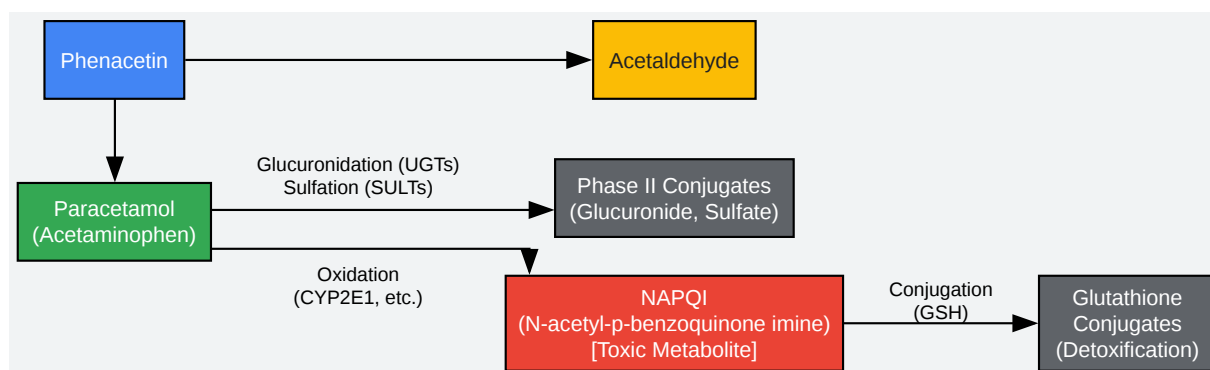 Phenacetin
Acetaldehyde
Glucuronidation (UGTs)
Sulfation (SULTs)
Paracetamol
(Acetaminophen)
Phase II Conjugates
(Glucuronide, Sulfate)
Oxidation
(CYP2E1, etc.)
NAPQI
(N-acetyl-p-benzoquinone imine)
[Toxic Metabolite]
Conjugation
(GSH)
Glutathione
Conjugates
(Detoxification)